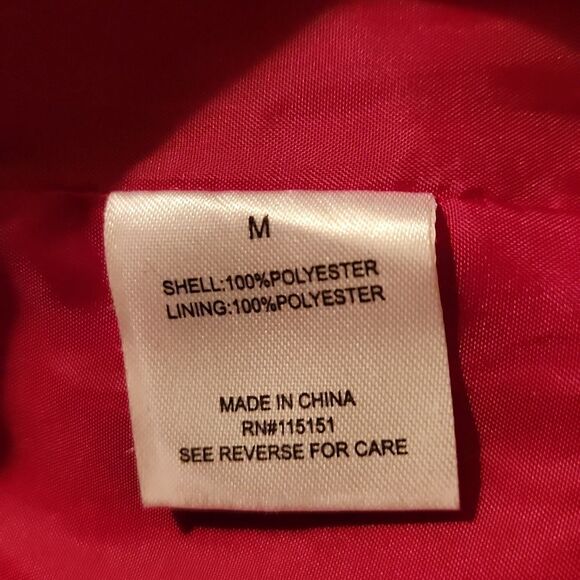 M
SHELL:100%POLYESTER
LINING:100%POLYESTER
MADE IN CHINA
RN#115151
SEE REVERSE FOR CARE